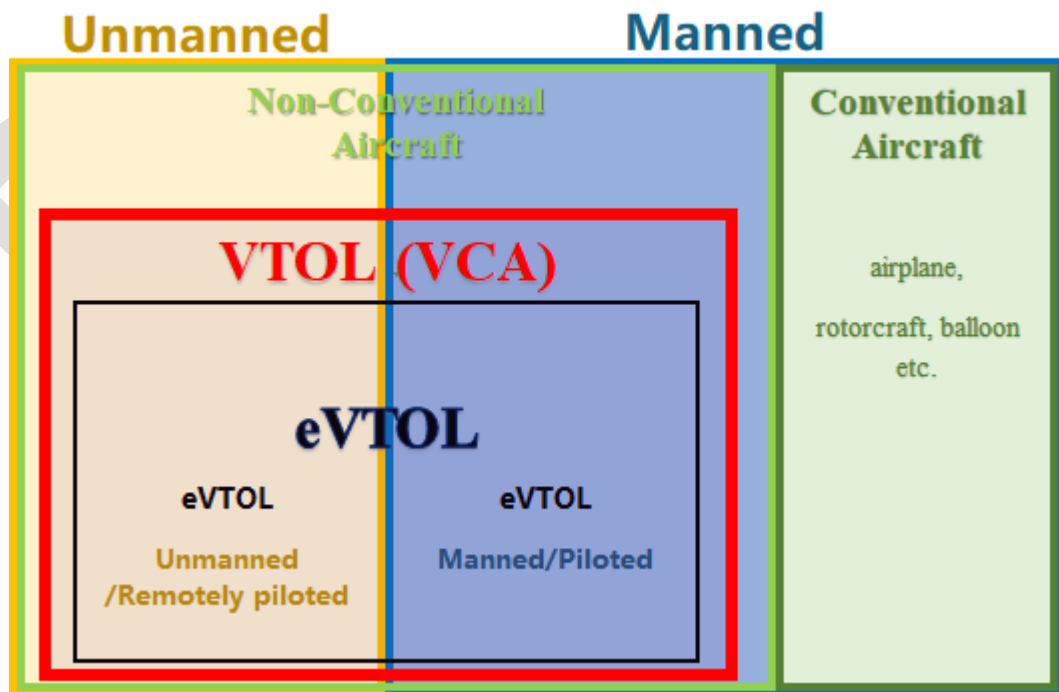 Unmanned
Manned
Non-Conventional
Aircraft
Conventional
Aircraft
VTOL (VCA)
airplane,
rotorcraft, balloon
etc.
eVTOL
eVTOL
Unmanned
/Remotely piloted
eVTOL
Manned/Piloted